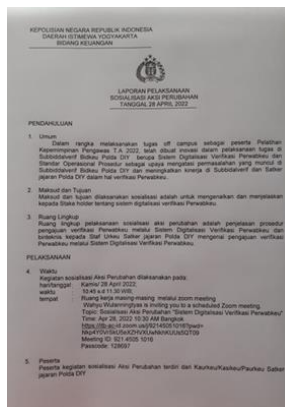 KEPOLISIAN NEGARA REPUBLIK INDONESIA
DAERAH ISTIMEWA YOGYAKARTA
BIDANG KEUANGAN
LAPORAN PELAKSANAAN
SOSIALISASI AKSI PERUBAHAN
TANGGAL 28 APRIL 2022
PENDAHULUAN
1. Umum
Dalam rangka melaksanakan tugas off campus sebagai peserta Pelatihan
Kepemimpinan Pengawas T.A 2022, telah dibuat inovasi dalam pelaksanaan tugas di
Subbidalverif Bidkeu Polda DIY berupa Sistem Digitalisasi Verifikasi Perwabkeu dan
Standar Operasional Prosedur sebagai upaya mengatasi permasalahan yang muncul di
Subbidalverif Bidkeu Polda DIY dan meningkatkan kinerja di Subbidalverif dan Satker
jajaran Polda DIY dalam hal verifikasi Perwabkeu.
2. Maksud dan Tujuan
Maksud dan tujuan dilaksanakan sosialisasi adalah untuk mengenalkan dan menjelaskan
kepada Stake holder tentang sistem verifikasi Perwabkeu.
3. Ruang Lingkup
Ruang lingkup pelaksanaan sosialisasi aksi perubahan adalah penjelasan prosedur
pengajuan verifikasi Perwabkeu melalui Sistem Digitalisasi Verifikasi Perwabkeu dan
kepada Staf Urkeu Satker jajaran Polda DIY mengenai pengajuan verifikasi
Perwabkeu melalui Sistem Digitalisasi Verifikasi Perwabkeu.
PELAKSANAAN
4. Waktu
Kegiatan sosialisasi Aksi Perubahan dilaksanakan pada:
hari/tanggal : Kamis/ 28 April 2022,
waktu : 10.45 s.d 11.30 WIB,
tempat : Ruang kerja masing-masing melalui zoom meeting
Wahyu Wulanningtyas is inviting you to a scheduled Zoom meeting.
Topic: Sosialisasi Aksi Perubahan "Sistem Digitalisasi Verifikasi Perwabkeu"
Time: Apr 28, 2022 10:30 AM Bangkok
Meeting ID: 921 4505 1016
Passcode: 128697
5. Peserta
Peserta kegiatan sosialisasi Aksi Perubahan terdiri dari Kaurkeu/Kasikeu/Paurkeu Satker
jajaran Polda DIY.